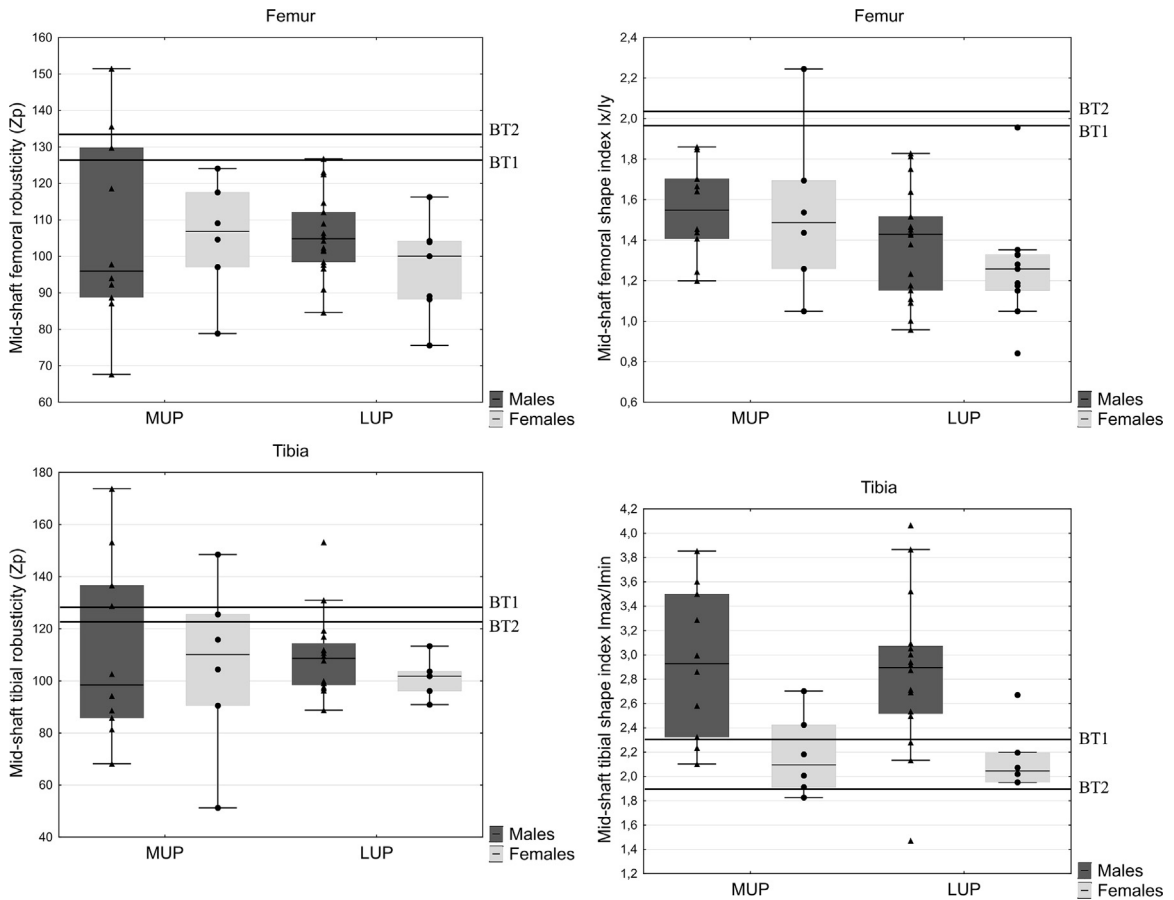 Femur
Mid-shaft femoral robusticity (Zp)
160
150
140
130
120
110
100
90
80
70
60
BT2
BT1
MUP
LUP
Males
Females
Femur
Mid-shaft femoral shape index Ix/Iy
2,4
2,2
2,0
1,8
1,6
1,4
1,2
1,0
0,8
0,6
BT2
BT1
MUP
LUP
Males
Females
Tibia
Mid-shaft tibial robusticity (Zp)
180
160
140
120
100
80
60
40
BT1
BT2
MUP
LUP
Males
Females
Tibia
Mid-shaft tibial shape index Imax/Imin
4,2
4,0
3,8
3,6
3,4
3,2
3,0
2,8
2,6
2,4
2,2
2,0
1,8
1,6
1,4
1,2
BT1
BT2
MUP
LUP
Males
Females